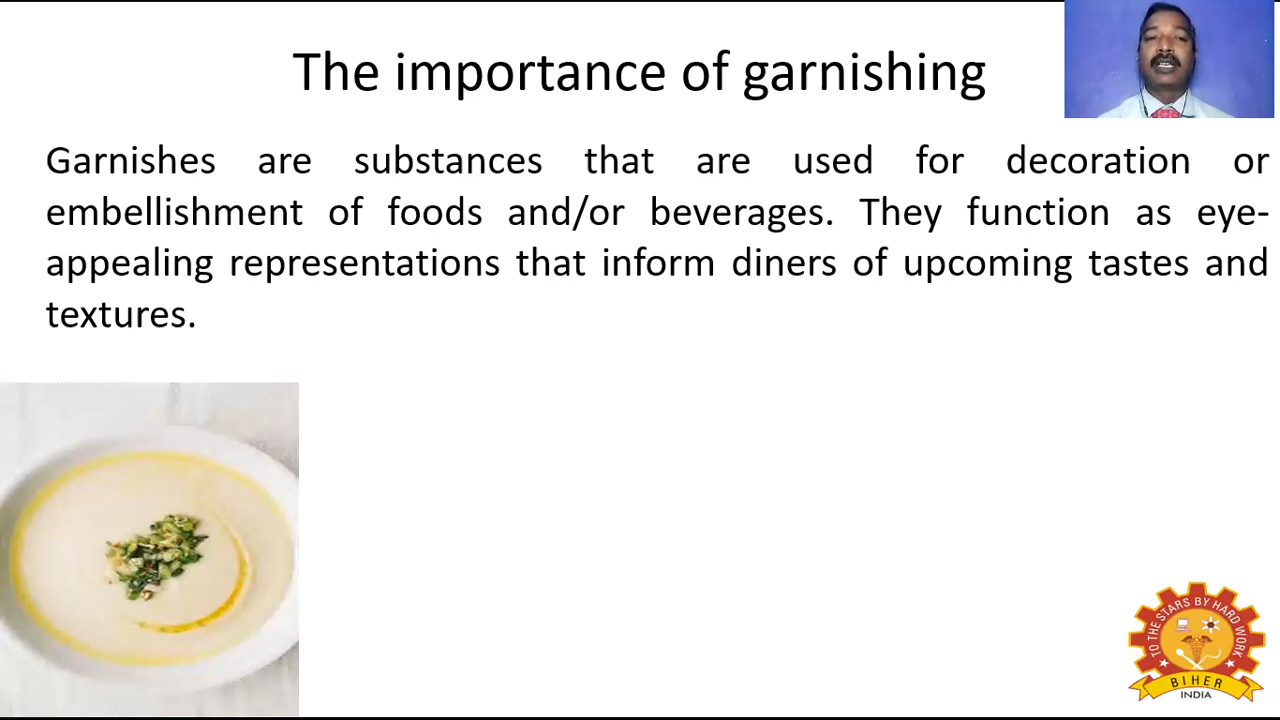 The importance of garnishing
Garnishes are substances that are used for decoration or
embellishment of foods and/or beverages. They function as eye-
appealing representations that inform diners of upcoming tastes and
textures.
TO THE STARS BY HARD WORK
BIHER
INDIA